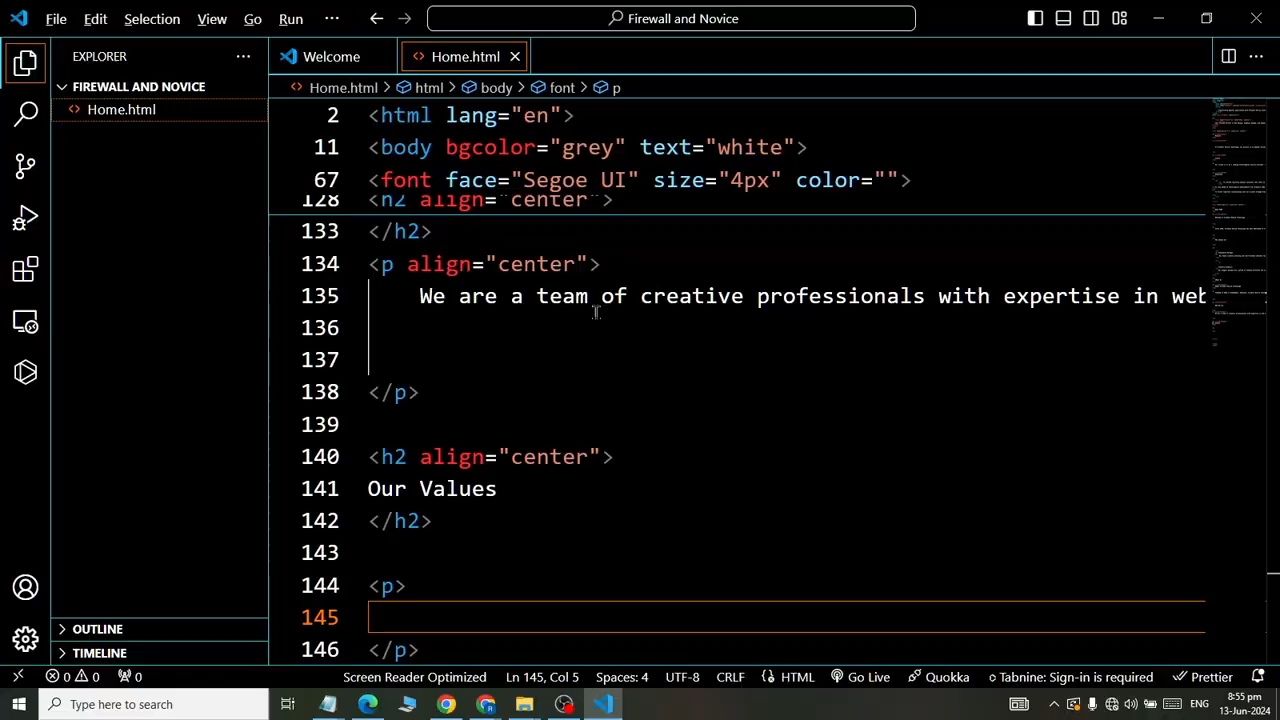 File Edit Selection View Go Run ··· Firewall and Novice
EXPLORER ···
Welcome Home.html
FIREWALL AND NOVICE
Home.html
Home.html > html > body > font > p
2 <html lang="en">
11 <body bgcolor="grey" text="white">
67 <font face="Segoe UI" size="4px" color="">
128 <h2 align="center">
133 </h2>
134 <p align="center">
135 We are a team of creative professionals with expertise in web
136
137
138 </p>
139
140 <h2 align="center">
141 Our Values
142 </h2>
143
144 <p>
145
146 </p>
OUTLINE
TIMELINE
0 0 0 Screen Reader Optimized Ln 145, Col 5 Spaces: 4 UTF-8 CRLF HTML Go Live Quokka Tabnine: Sign-in is required Prettier
Type here to search ENG 8:55 pm
13-Jun-2024